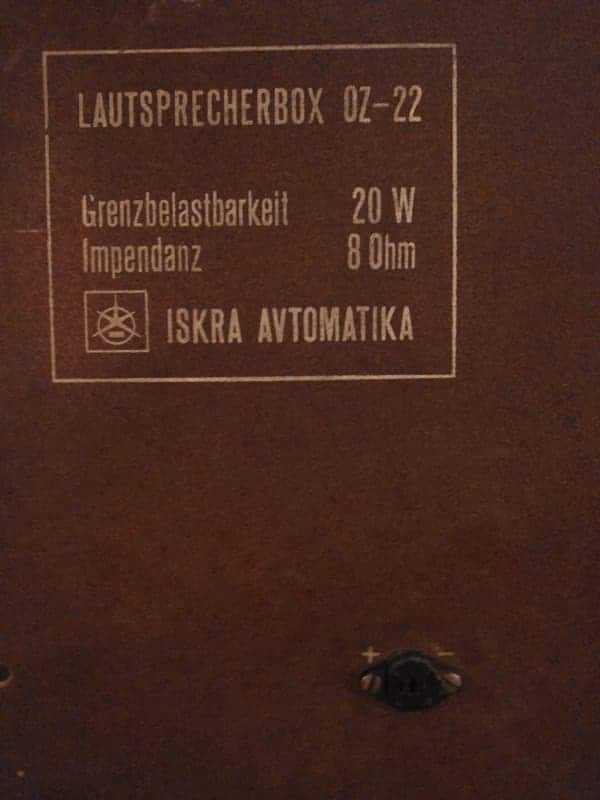 LAUTSPRECHERBOX OZ-22
Grenzbelastbarkeit 20 W
Impendanz 8 Ohm
ISKRA AVTOMATIKA
+ -